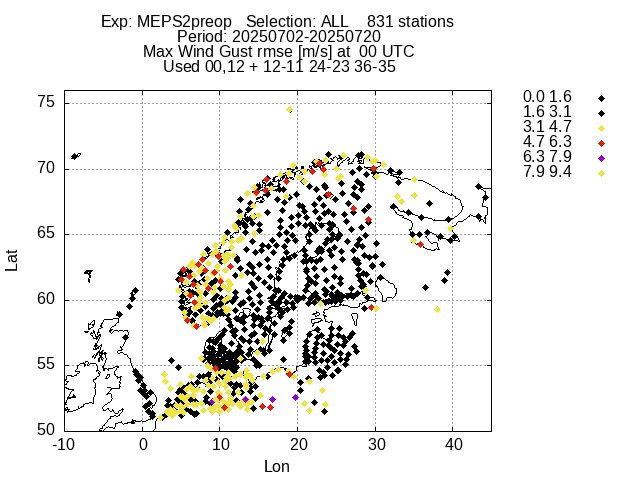 Exp: MEPS2preop   Selection: ALL    831 stations
Period: 20250702-20250720
Max Wind Gust rmse [m/s] at  00 UTC
Used 00,12 + 12-11 24-23 36-35
0.0 1.6
1.6 3.1
3.1 4.7
4.7 6.3
6.3 7.9
7.9 9.4
75
70
65
60
55
50
Lat
-10 0 10 20 30 40
Lon